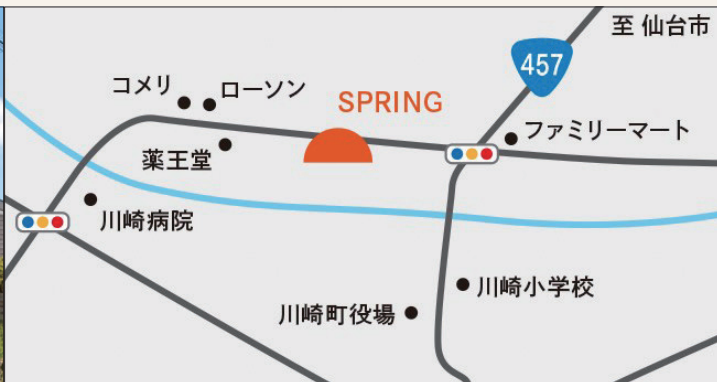 至 仙台市
457
コメリ
ローソン
SPRING
ファミリーマート
薬王堂
川崎病院
川崎小学校
川崎町役場